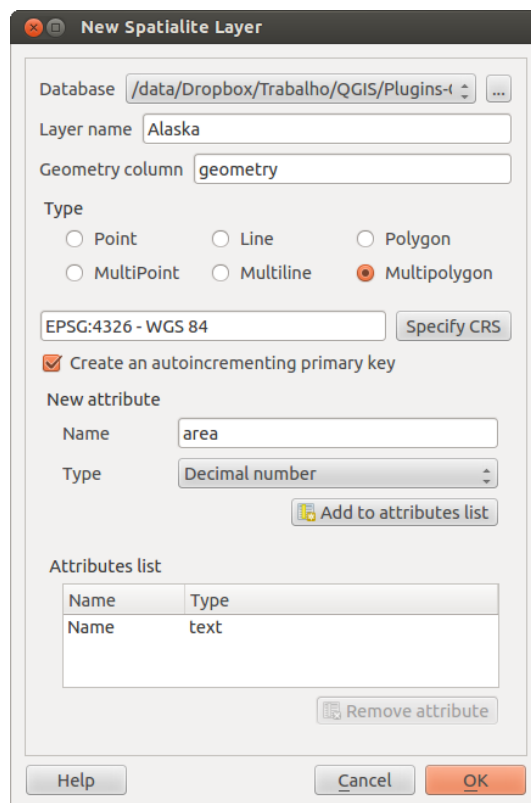 New Spatialite Layer
Database /data/Dropbox/Trabalho/QGIS/Plugins-( ...
Layer name Alaska
Geometry column geometry
Type
Point Line Polygon
MultiPoint Multiline Multipolygon
EPSG:4326 - WGS 84 Specify CRS
Create an autoincrementing primary key
New attribute
Name area
Type Decimal number
Add to attributes list
Attributes list
Name Type
Name text
Remove attribute
Help Cancel OK